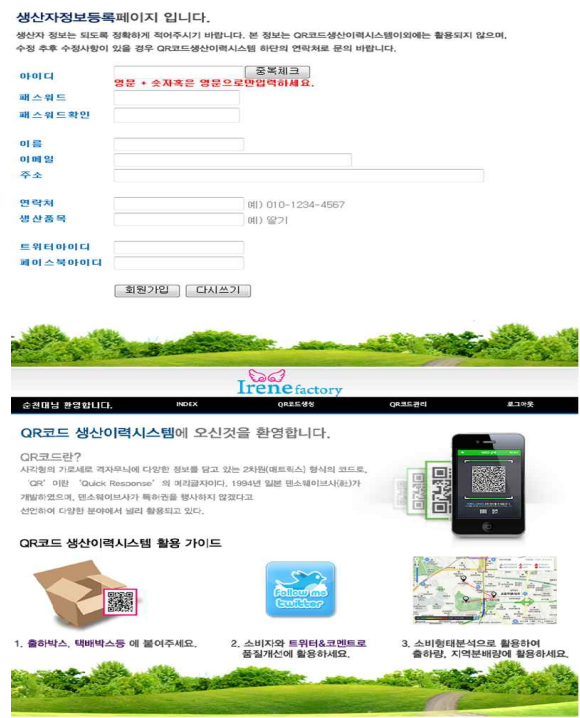 생산자정보등록페이지 입니다.
생산자 정보는 되도록 정확하게 적어주시기 바랍니다. 본 정보는 QR코드생산이력시스템이외에는 활용되지 않으며,
수정 추후 수정사항이 있을 경우 QR코드생산이력시스템 하단의 연락처로 문의 바랍니다.
아이디 중복체크
영문 + 숫자혹은 영문으로만입력하세요.
패스워드
패스워드확인
이름
이메일
주소
연락처 예) 010-1234-4567
생산품목 예) 딸기
트위터아이디
페이스북아이디
회원가입 다시쓰기
Irene factory
순천대님 환영합니다. INDEX QR코드생성 QR코드관리 로그아웃
QR코드 생산이력시스템에 오신것을 환영합니다.
QR코드란?
사각형의 가로세로 격자무늬에 다양한 정보를 담고 있는 2차원(매트릭스) 형식의 코드로,
'QR' 이란 'Quick Response' 의 머리글자이다. 1994년 일본 덴소웨이브사(社)가
개발하였으며, 덴소웨이브사가 특허권을 행사하지 않겠다고
선언하여 다양한 분야에서 널리 활용되고 있다.
QR코드 생산이력시스템 활용 가이드
Follow me
twitter
1. 출하박스, 택배박스등 에 붙여주세요.
2. 소비자와 트위터&코멘트로
품질개선에 활용하세요.
3. 소비형태분석으로 활용하여
출하량, 지역분배량에 활용하세요.